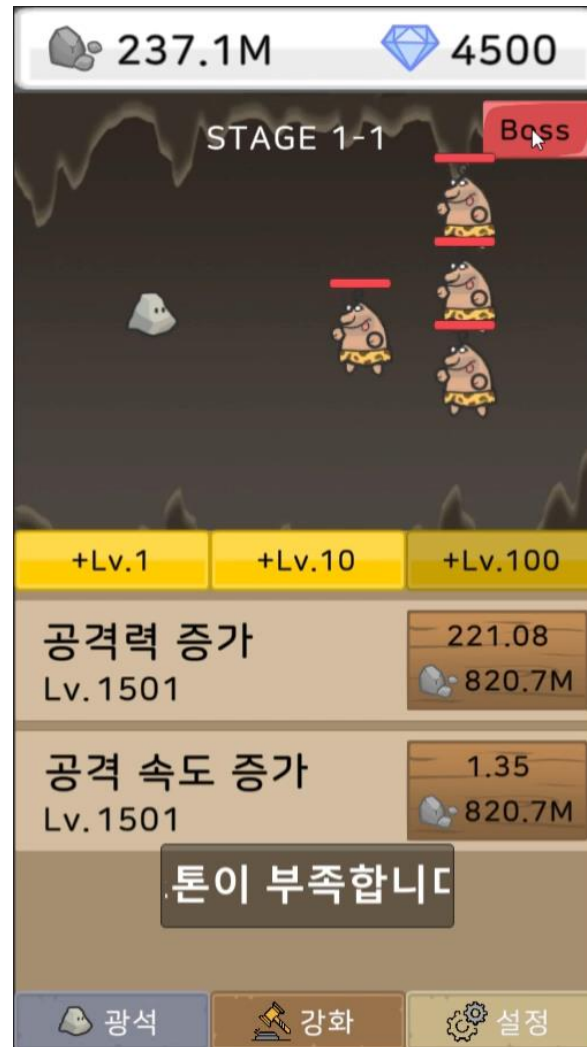 237.1M 4500
STAGE 1-1 Boss
+Lv.1 +Lv.10 +Lv.100
공격력 증가 221.08
Lv.1501 820.7M
공격 속도 증가 1.35
Lv.1501 820.7M
톤이 부족합니
광석 강화 설정